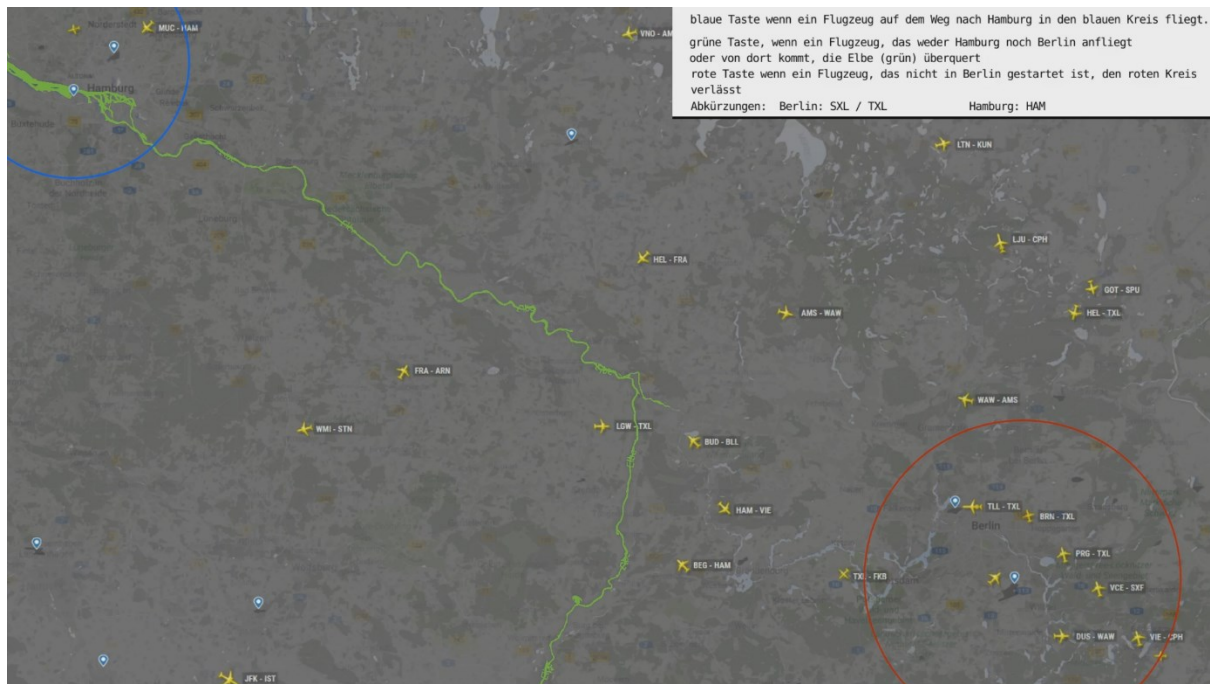 blaue Taste wenn ein Flugzeug auf dem Weg nach Hamburg in den blauen Kreis fliegt.
grüne Taste, wenn ein Flugzeug, das weder Hamburg noch Berlin anfliegt
oder von dort kommt, die Elbe (grün) überquert
rote Taste wenn ein Flugzeug, das nicht in Berlin gestartet ist, den roten Kreis
verlässt
Abkürzungen: Berlin: SXL / TXL Hamburg: HAM
Norderstedt
MUC - HAM
VNO - AM
Hamburg
Buxtehude
LTN - KUN
LJU - CPH
HEL - FRA
GOT - SPU
AMS - WAW
HEL - TXL
FRA - ARN
WAW - AMS
WMI - STN
LGW - TXL
BUD - BLL
HAM - VIE
TLL - TXL
BRN - TXL
Berlin
PRG - TXL
BEG - HAM
TXL - FKB
VCE - SXF
DUS - WAW
VIE - CPH
JFK - IST